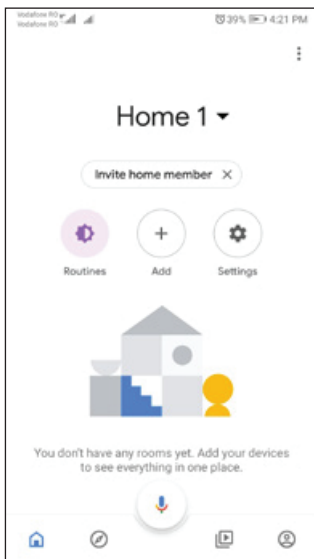 Vodafone RO
Vodafone RO
39% 4:21 PM
Home 1
Invite home member
Routines Add Settings
You don't have any rooms yet. Add your devices
to see everything in one place.